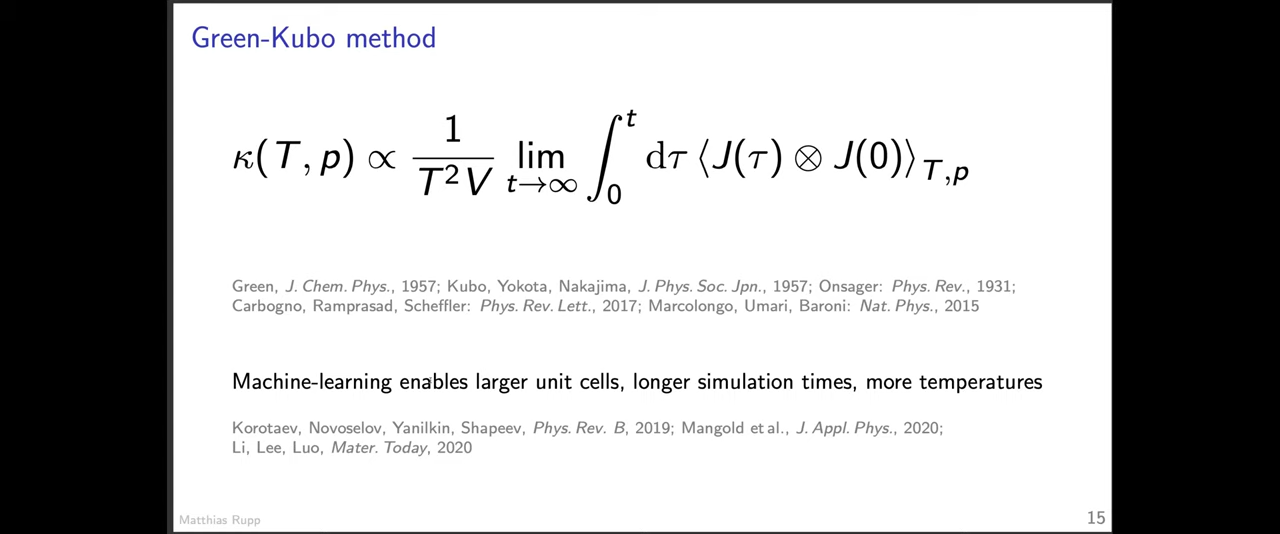 Green-Kubo method
κ(T, p) ∝ 1/(T²V) lim t→∞ ∫₀ᵗ dτ ⟨J(τ) ⊗ J(0)⟩ T,p
Green, J. Chem. Phys., 1957; Kubo, Yokota, Nakajima, J. Phys. Soc. Jpn., 1957; Onsager: Phys. Rev., 1931;
Carbogno, Ramprasad, Scheffler: Phys. Rev. Lett., 2017; Marcolongo, Umari, Baroni: Nat. Phys., 2015
Machine-learning enables larger unit cells, longer simulation times, more temperatures
Korotaev, Novoselov, Yanilkin, Shapeev, Phys. Rev. B, 2019; Mangold et al., J. Appl. Phys., 2020;
Li, Lee, Luo, Mater. Today, 2020
Matthias Rupp
15